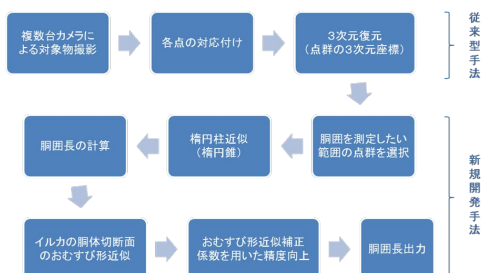 複数台カメラに
よる対象物撮影
各点の対応付け
3次元復元
(点群の3次元座標)
従来型手法
胴囲を測定したい
範囲の点群を選択
楕円柱近似
(楕円錐)
胴囲長の計算
イルカの胴体切断面
のおむすび形近似
おむすび形近似補正
係数を用いた精度向上
胴囲長出力
新規開発手法